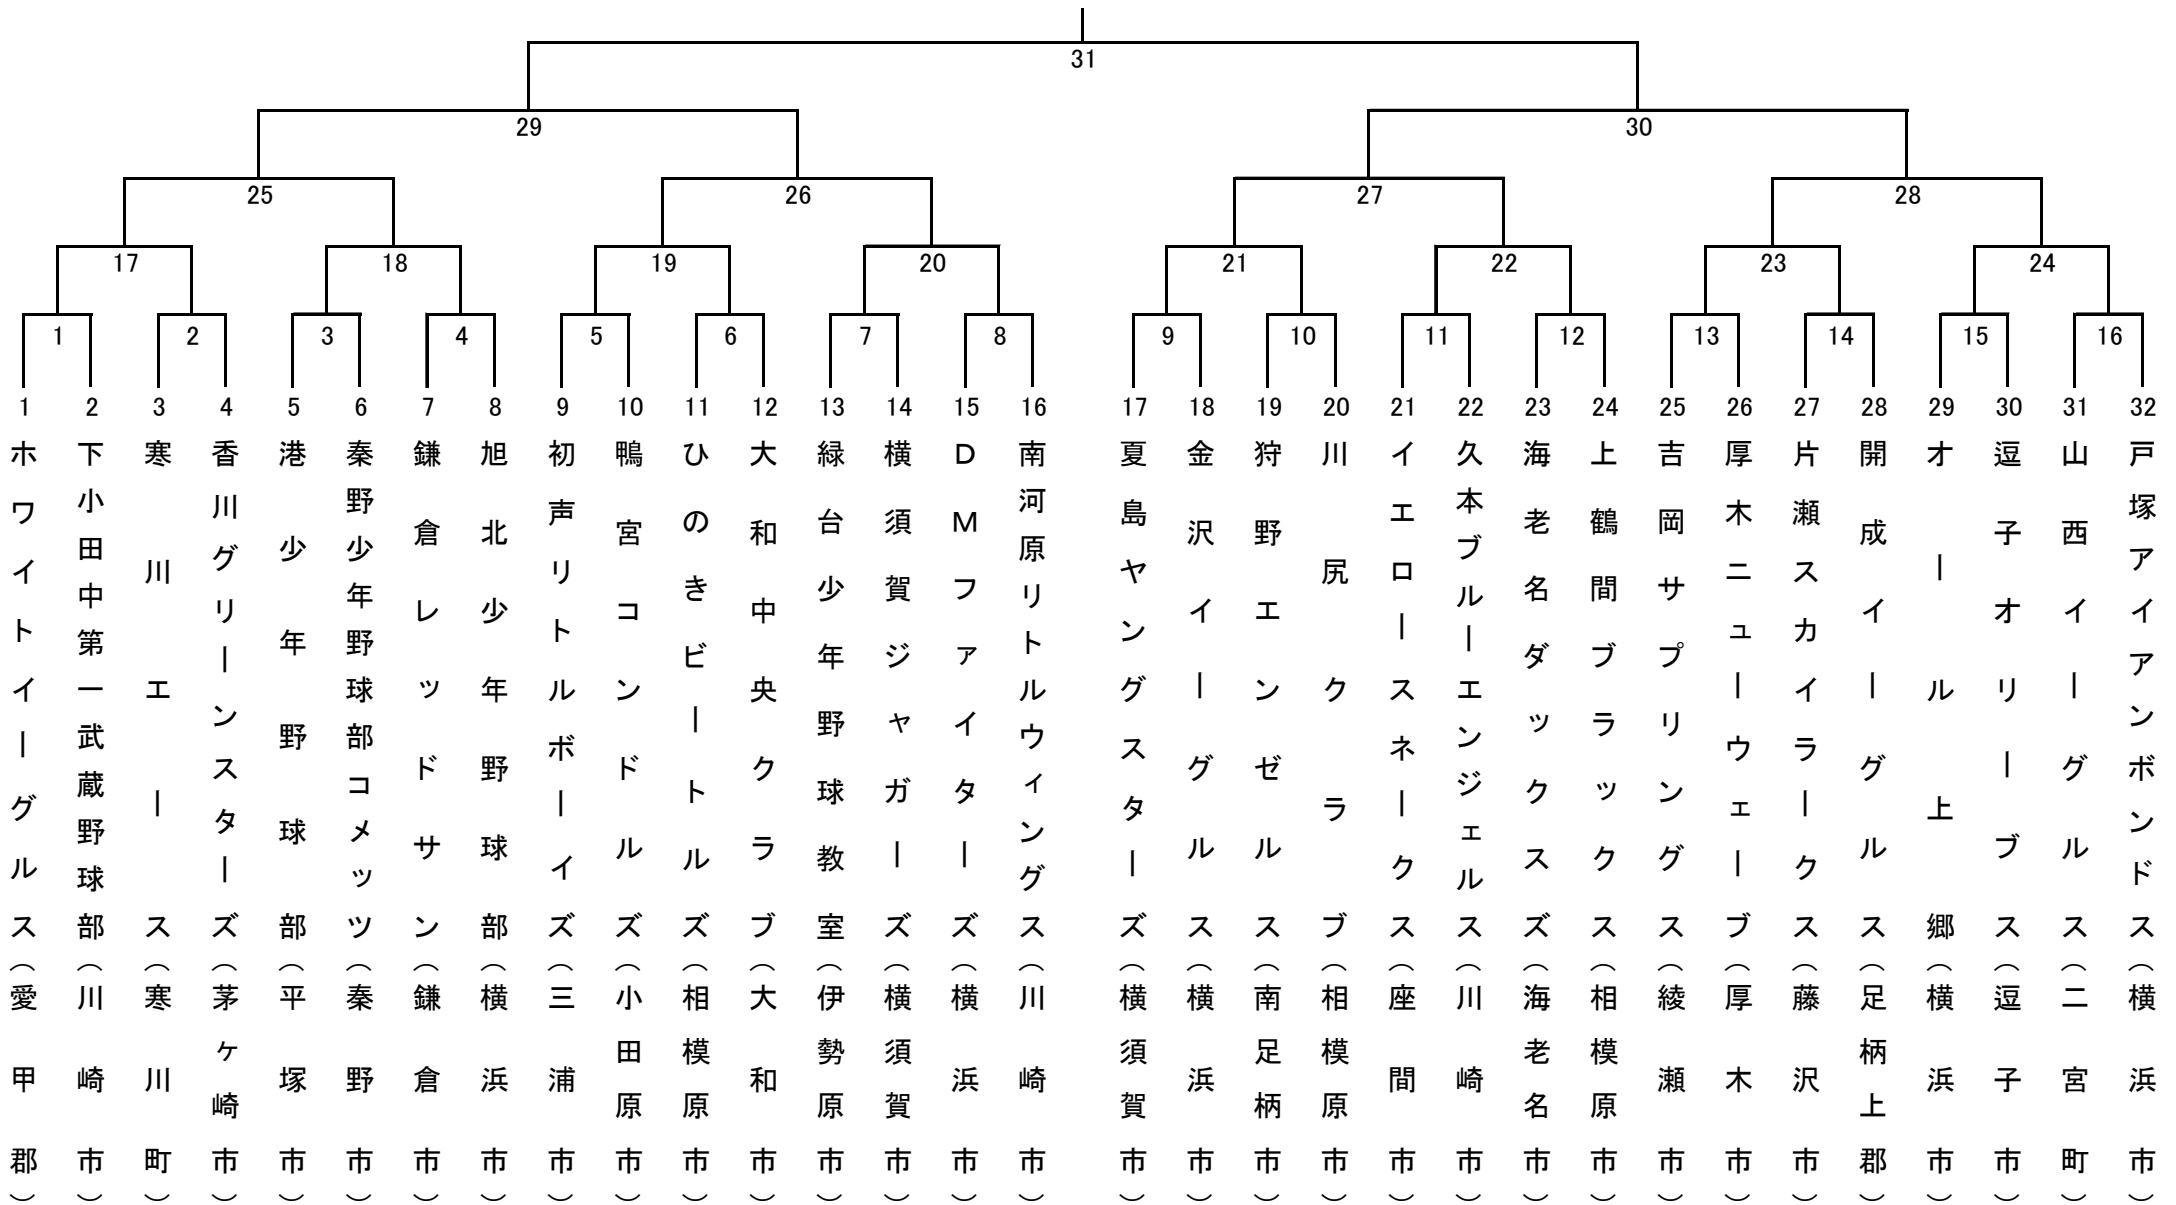 31
29
30
25
26
27
28
17
18
19
20
21
22
23
24
1
2
3
4
5
6
7
8
9
10
11
12
13
14
15
16
1 ホワイトイーグルス（愛甲郡）
2 下小田中第一武蔵野球部（川崎市）
3 寒川エース（寒川町）
4 香川グリーンスターズ（茅ヶ崎市）
5 港少年野球部（平塚市）
6 秦野少年野球部コメッツ（秦野市）
7 鎌倉レッドサン（鎌倉市）
8 旭北少年野球部（横浜市）
9 初声リトルボーイズ（三浦市）
10 鴨宮コンドルズ（小田原市）
11 ひのきビートルズ（相模原市）
12 大和中央クラブ（大和市）
13 緑台少年野球教室（伊勢原市）
14 横須賀ジャガーズ（横須賀市）
15 DMファイターズ（横浜市）
16 南河原リトルウィングス（川崎市）
17 夏島ヤングスターズ（横須賀市）
18 金沢イーグルス（横浜市）
19 狩野エンゼルス（南足柄市）
20 川尻クラブ（相模原市）
21 イエロースネークス（座間市）
22 久本ブルーエンジェルス（川崎市）
23 海老名ダックスズ（海老名市）
24 上鶴間ブラックス（相模原市）
25 吉岡サプリングス（綾瀬市）
26 厚木ニューウェーブ（厚木市）
27 片瀬スカイラークス（藤沢市）
28 開成イーグルス（足柄上郡）
29 オール上郷（横浜市）
30 逗子オリーブス（逗子市）
31 山西イーグルス（二宮町）
32 戸塚アイアンボンドス（横浜市）